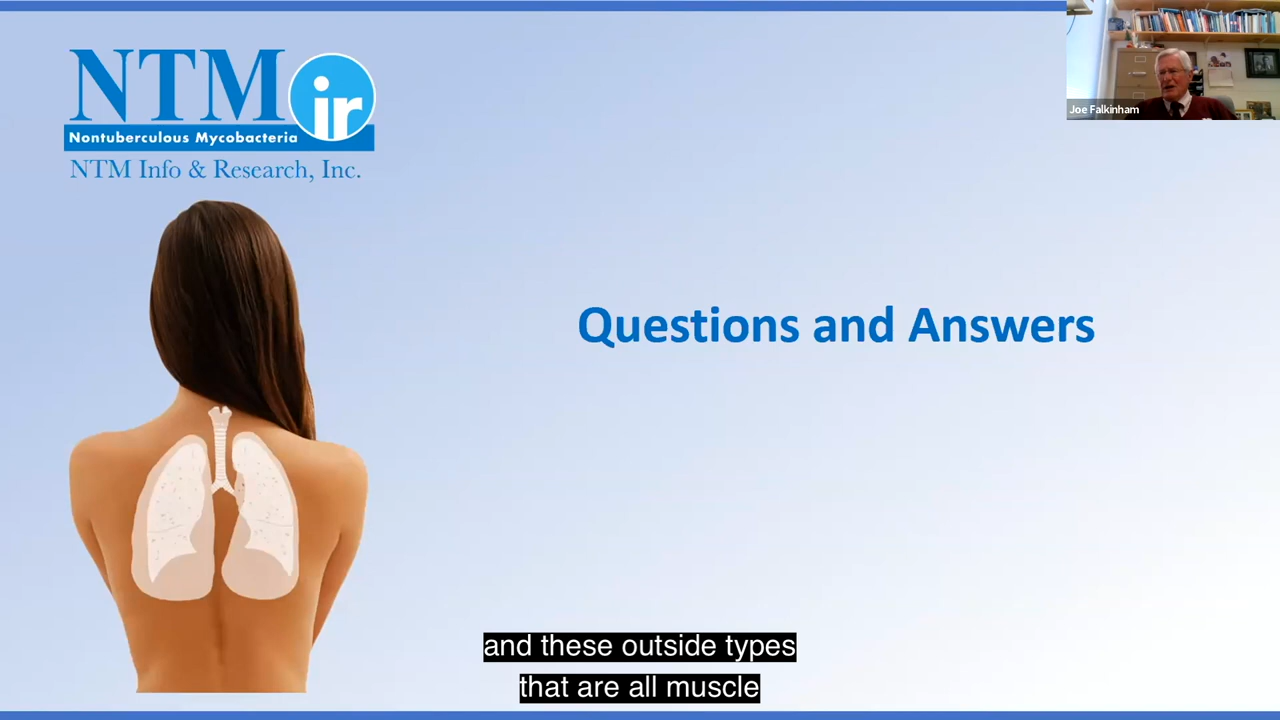 NTM
ir
Nontuberculous Mycobacteria
NTM Info & Research, Inc.
Joe Falkinham
Questions and Answers
and these outside types
that are all muscle